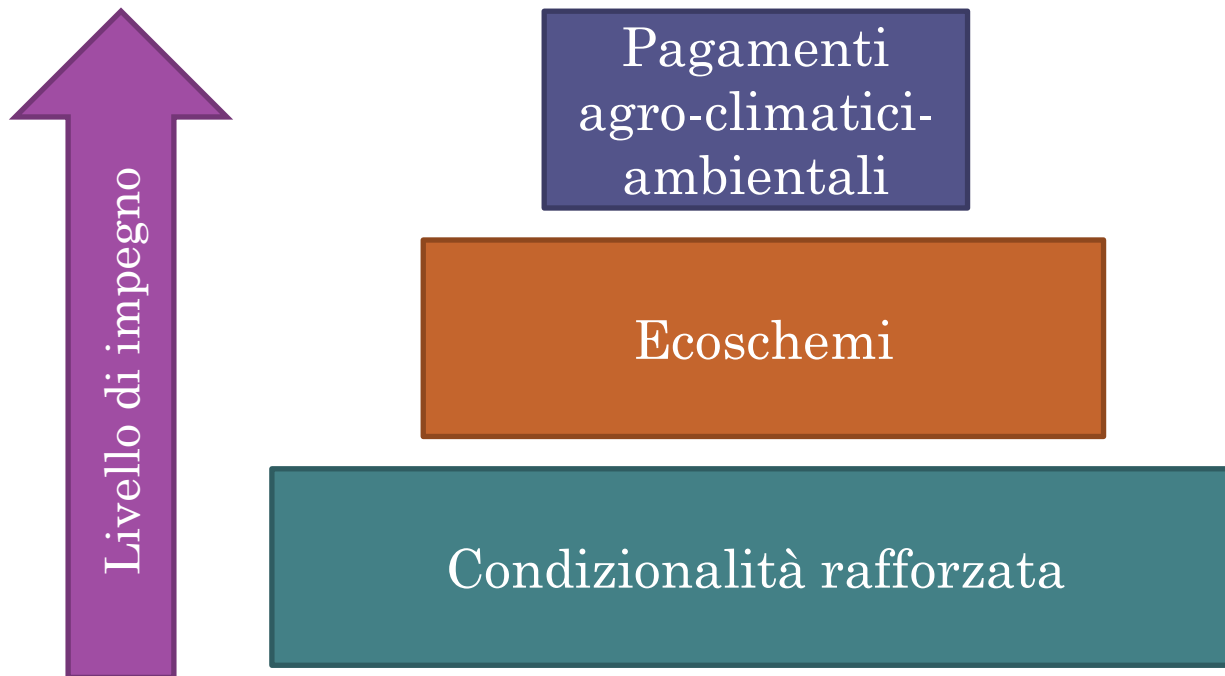 Livello di impegno
Pagamenti
agro-climatici-
ambientali
Ecoschemi
Condizionalità rafforzata